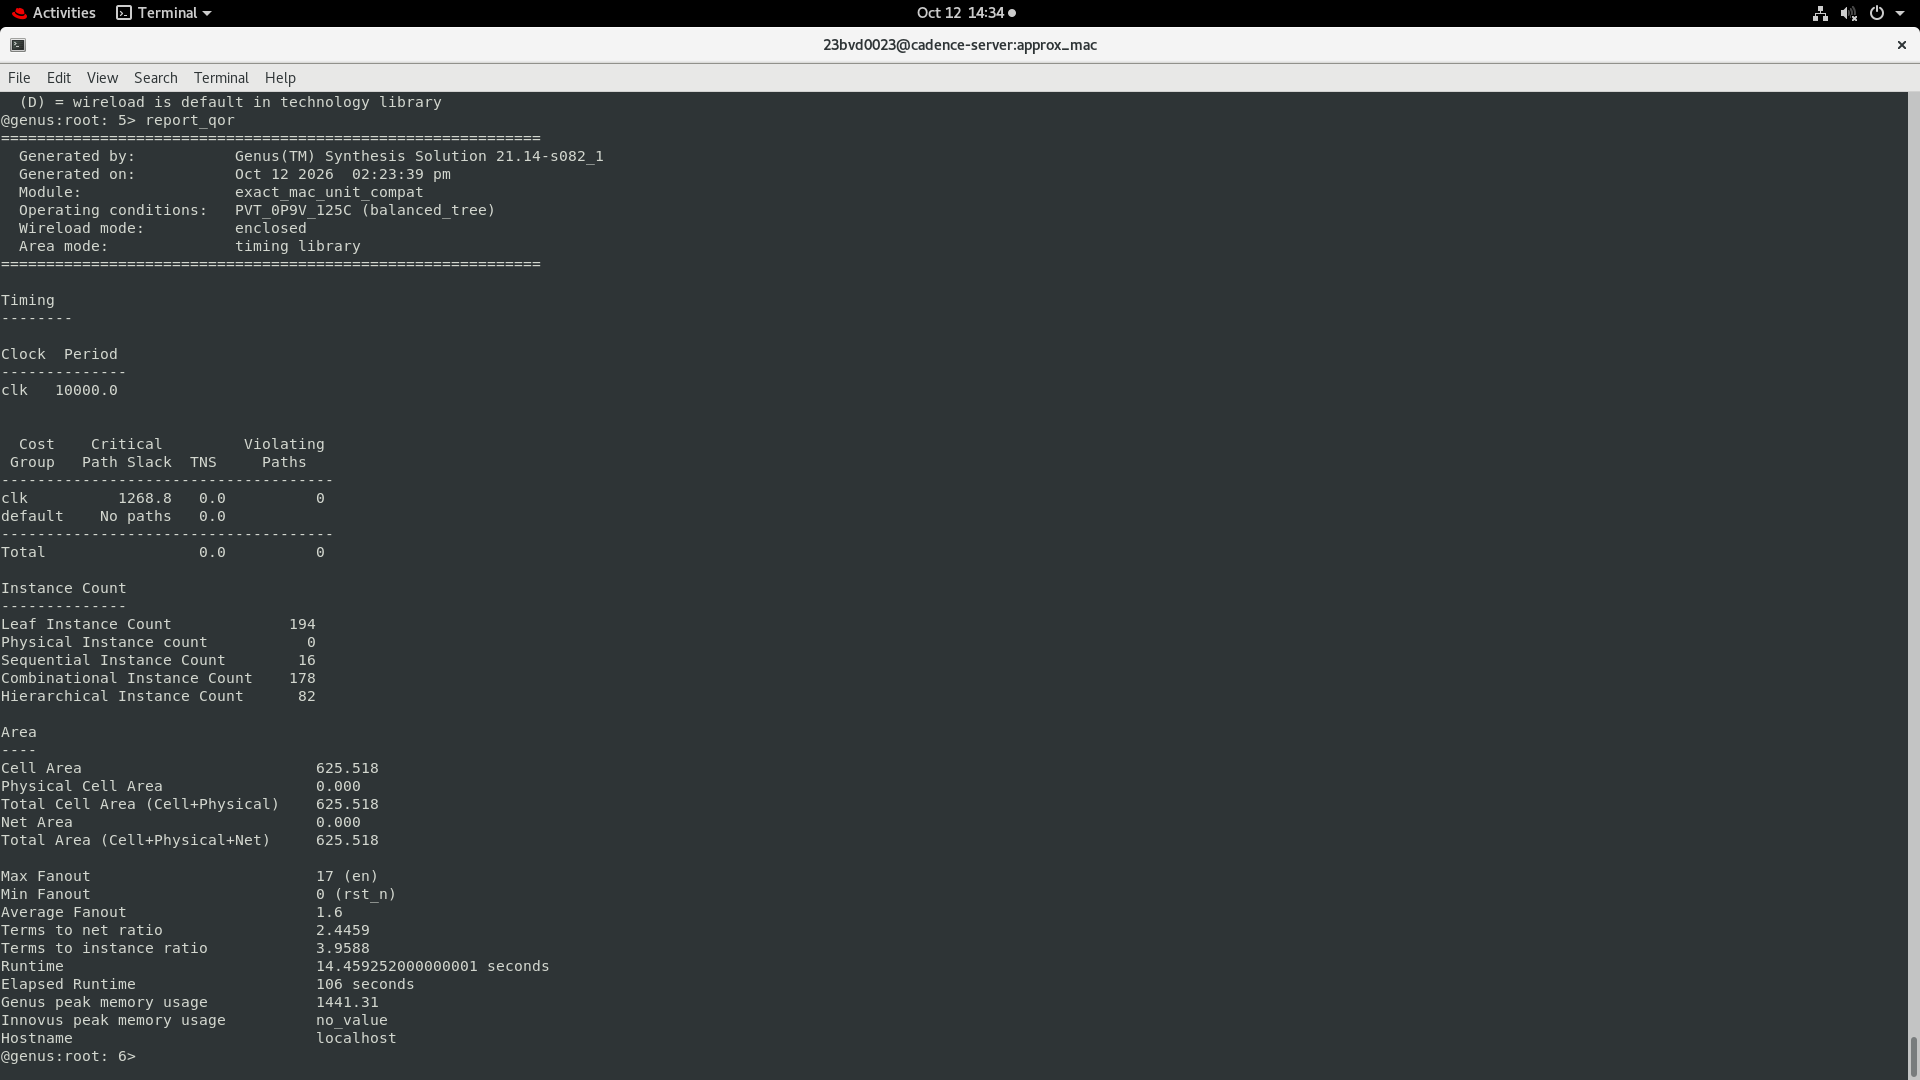 Activities Terminal Oct 12 14:34
23bvd0023@cadence-server:approx_mac
File Edit View Search Terminal Help
  (D) = wireload is default in technology library
@genus:root: 5> report_qor
============================================================
  Generated by:           Genus(TM) Synthesis Solution 21.14-s082_1
  Generated on:           Oct 12 2026  02:23:39 pm
  Module:                 exact_mac_unit_compat
  Operating conditions:   PVT_0P9V_125C (balanced_tree)
  Wireload mode:          enclosed
  Area mode:              timing library
============================================================

Timing
--------

Clock  Period
--------------
clk   10000.0

  Cost    Critical         Violating
 Group   Path Slack  TNS     Paths
-------------------------------------
clk          1268.8   0.0          0
default    No paths   0.0
-------------------------------------
Total                 0.0          0

Instance Count
--------------
Leaf Instance Count             194
Physical Instance count           0
Sequential Instance Count        16
Combinational Instance Count    178
Hierarchical Instance Count      82

Area
----
Cell Area                          625.518
Physical Cell Area                 0.000
Total Cell Area (Cell+Physical)    625.518
Net Area                           0.000
Total Area (Cell+Physical+Net)     625.518

Max Fanout                         17 (en)
Min Fanout                         0 (rst_n)
Average Fanout                     1.6
Terms to net ratio                 2.4459
Terms to instance ratio            3.9588
Runtime                            14.459252000000001 seconds
Elapsed Runtime                    106 seconds
Genus peak memory usage            1441.31
Innovus peak memory usage          no_value
Hostname                           localhost
@genus:root: 6>